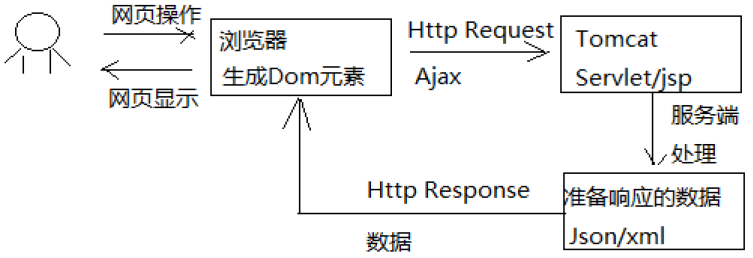 网页操作
网页显示
浏览器
生成Dom元素
Http Request
Ajax
Tomcat
Servlet/jsp
服务端
处理
准备响应的数据
Json/xml
Http Response
数据